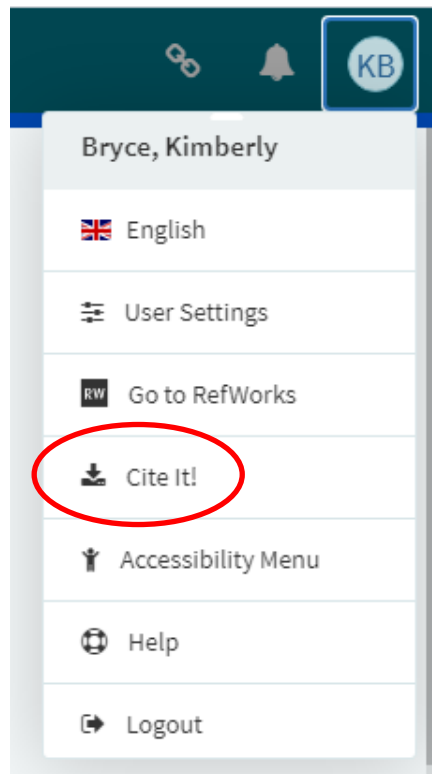 KB
Bryce, Kimberly
English
User Settings
RW Go to RefWorks
Cite It!
Accessibility Menu
Help
Logout